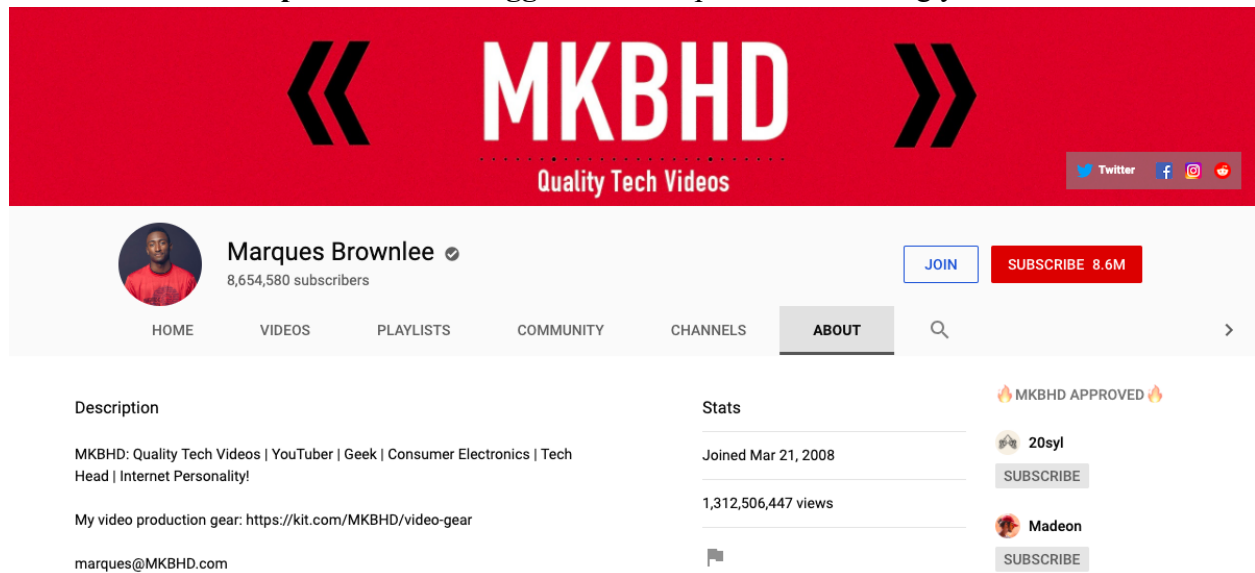 MKBHD
Quality Tech Videos
Twitter
Marques Brownlee
8,654,580 subscribers
JOIN
SUBSCRIBE 8.6M
HOME VIDEOS PLAYLISTS COMMUNITY CHANNELS ABOUT
Description
MKBHD: Quality Tech Videos | YouTuber | Geek | Consumer Electronics | Tech
Head | Internet Personality!
My video production gear: https://kit.com/MKBHD/video-gear
marques@MKBHD.com
Stats
Joined Mar 21, 2008
1,312,506,447 views
🔥MKBHD APPROVED🔥
20syl
SUBSCRIBE
Madeon
SUBSCRIBE